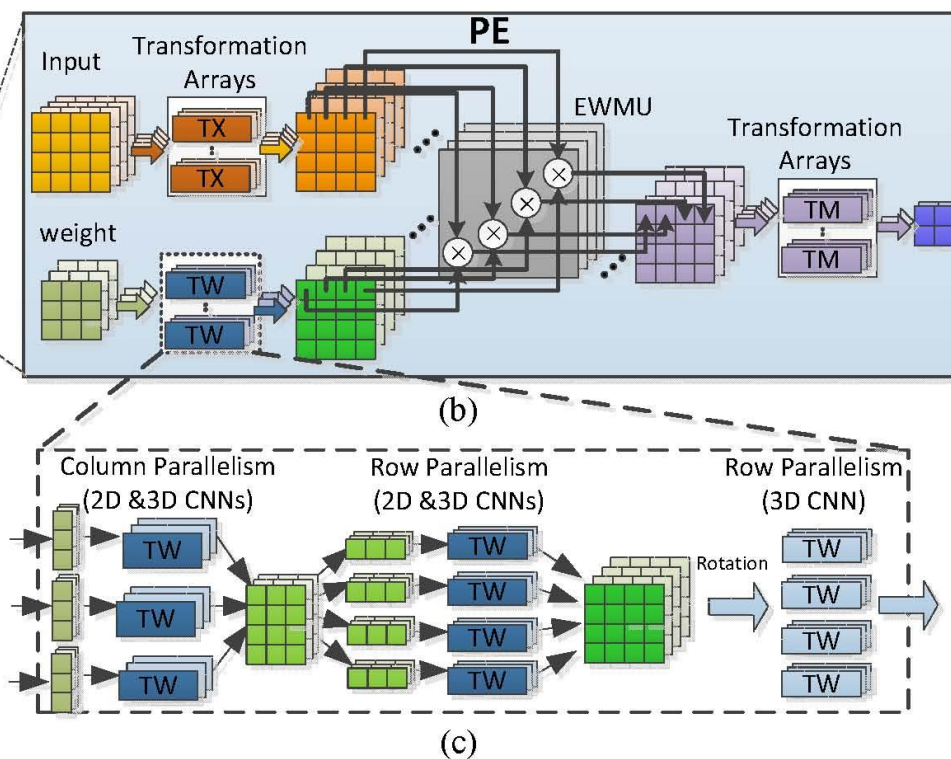 PE
Input
Transformation
Arrays
TX
TX
EWMU
Transformation
Arrays
TM
TM
weight
TW
TW
(b)
Column Parallelism
(2D &3D CNNs)
Row Parallelism
(2D &3D CNNs)
Row Parallelism
(3D CNN)
TW
TW
TW
TW
TW
TW
TW
Rotation
TW
TW
TW
TW
(c)